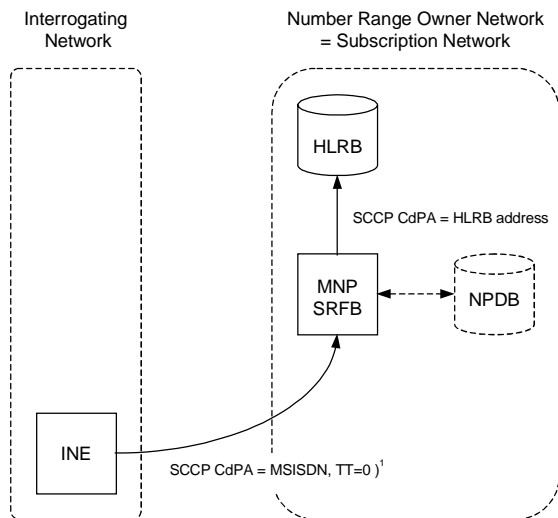 Interrogating
Network
Number Range Owner Network
= Subscription Network
HLRB
SCCP CdPA = HLRB address
MNP
SRFB
NPDB
INE
SCCP CdPA = MSISDN, TT=0 )¹